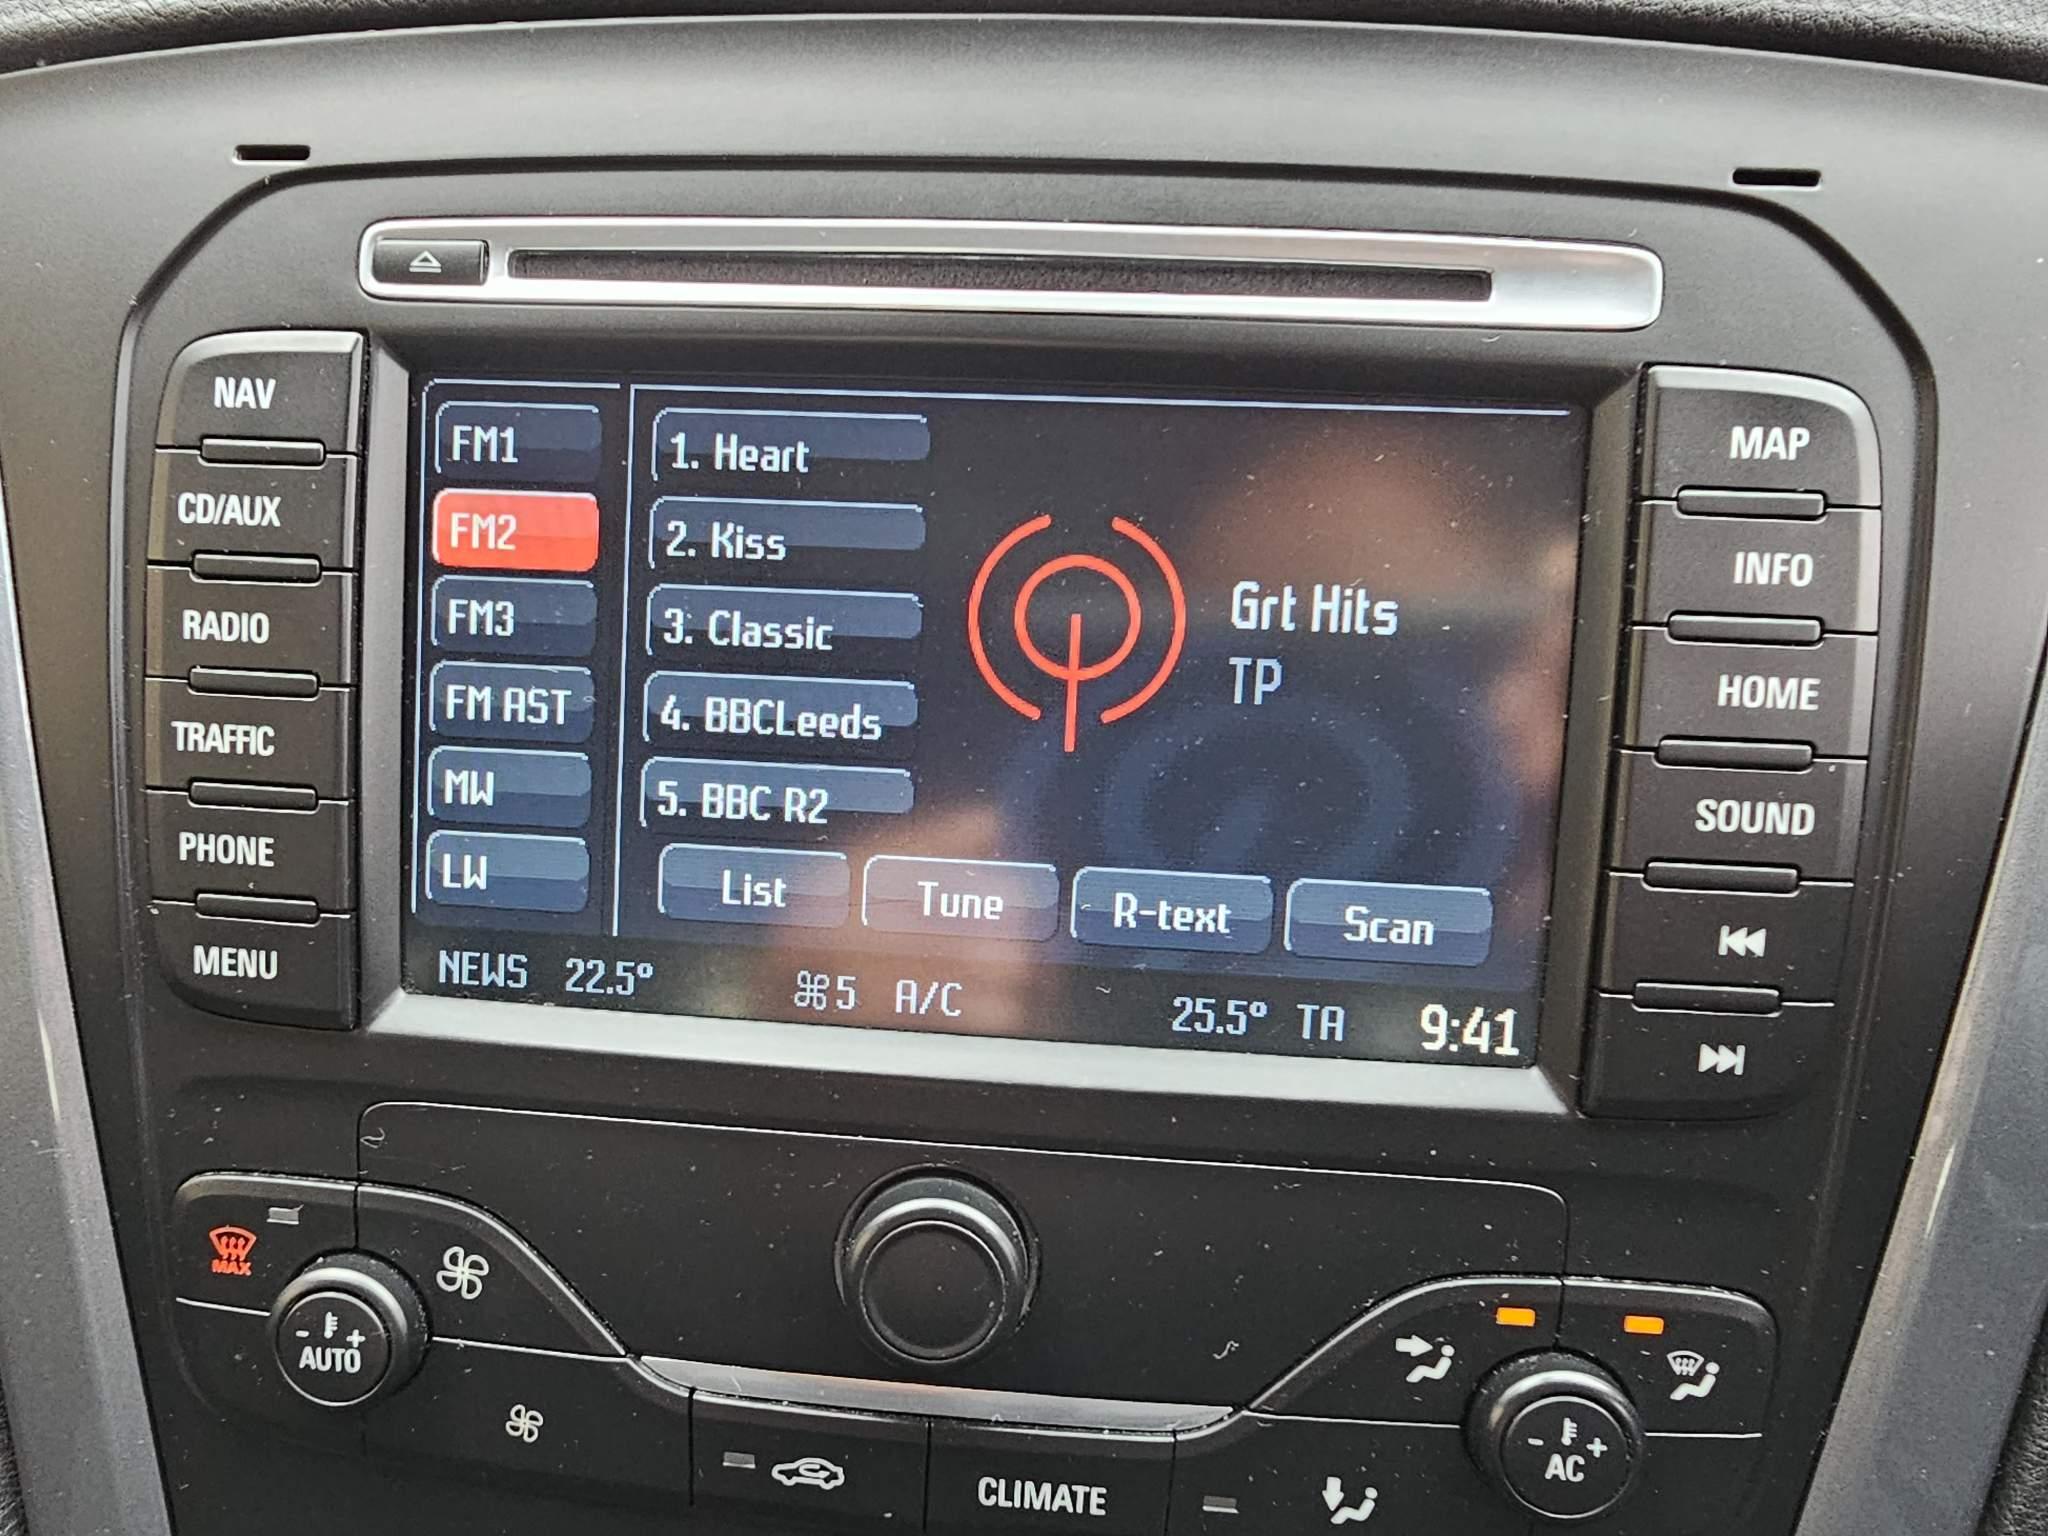 NAV
CD/AUX
RADIO
TRAFFIC
PHONE
MENU
FM1
FM2
FM3
FM AST
MW
LW
1. Heart
2. Kiss
3. Classic
4. BBCLeeds
5. BBC R2
Grt Hits
TP
List Tune R-text Scan
NEWS 22.5° 5 A/C 25.5° TA 9:41
MAP
INFO
HOME
SOUND
MAX
- +
AUTO
- +
AC
CLIMATE